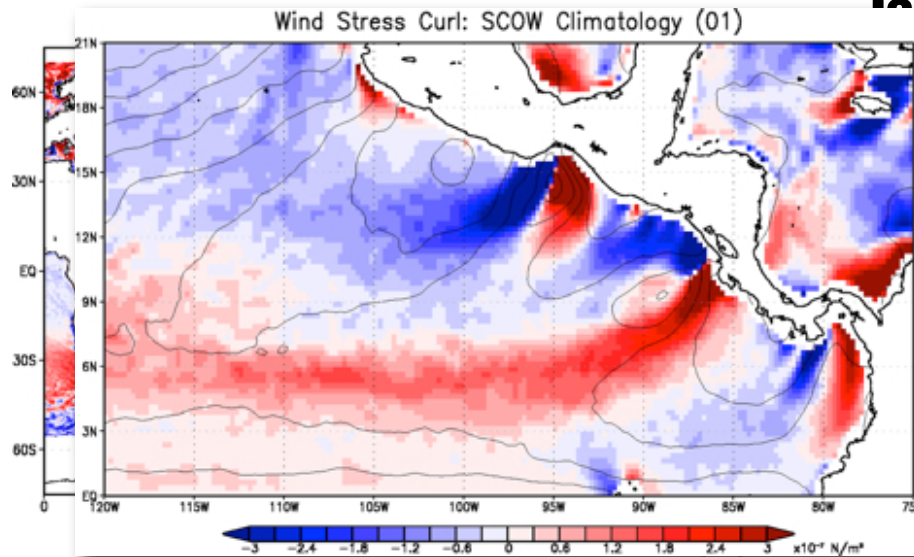 Wind Stress Curl: SCOW Climatology (01)
21N
18N
15N
12N
9N
6N
3N
EQ
60N
30N
EQ
30S
60S
0
120W
115W
110W
105W
100W
95W
90W
85W
80W
-3
-2.4
-1.8
-1.2
-0.6
0
0.6
1.2
1.8
2.4
3